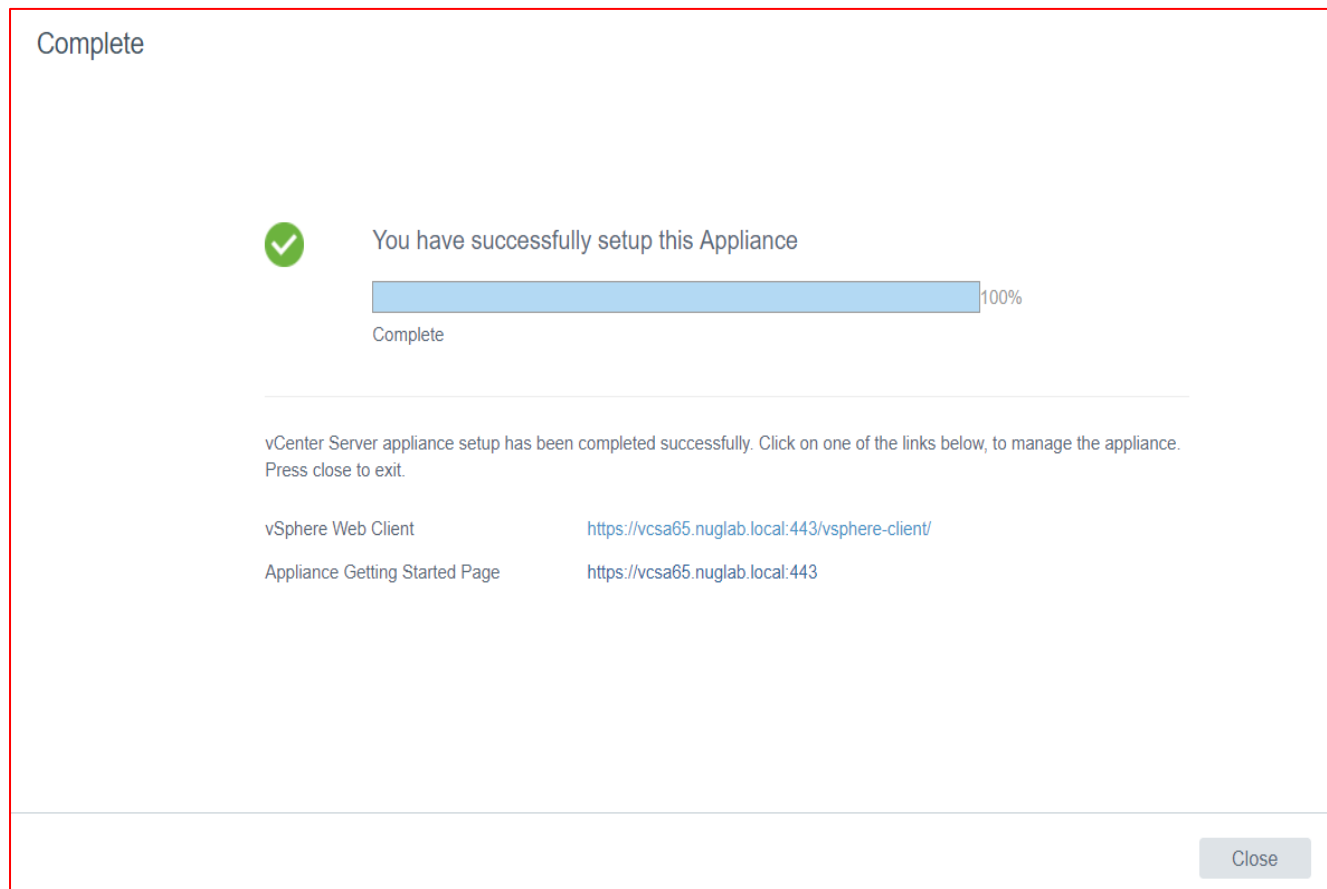 Complete
You have successfully setup this Appliance
100%
Complete
vCenter Server appliance setup has been completed successfully. Click on one of the links below, to manage the appliance.
Press close to exit.
vSphere Web Client https://vcsa65.nuglab.local:443/vsphere-client/
Appliance Getting Started Page https://vcsa65.nuglab.local:443
Close